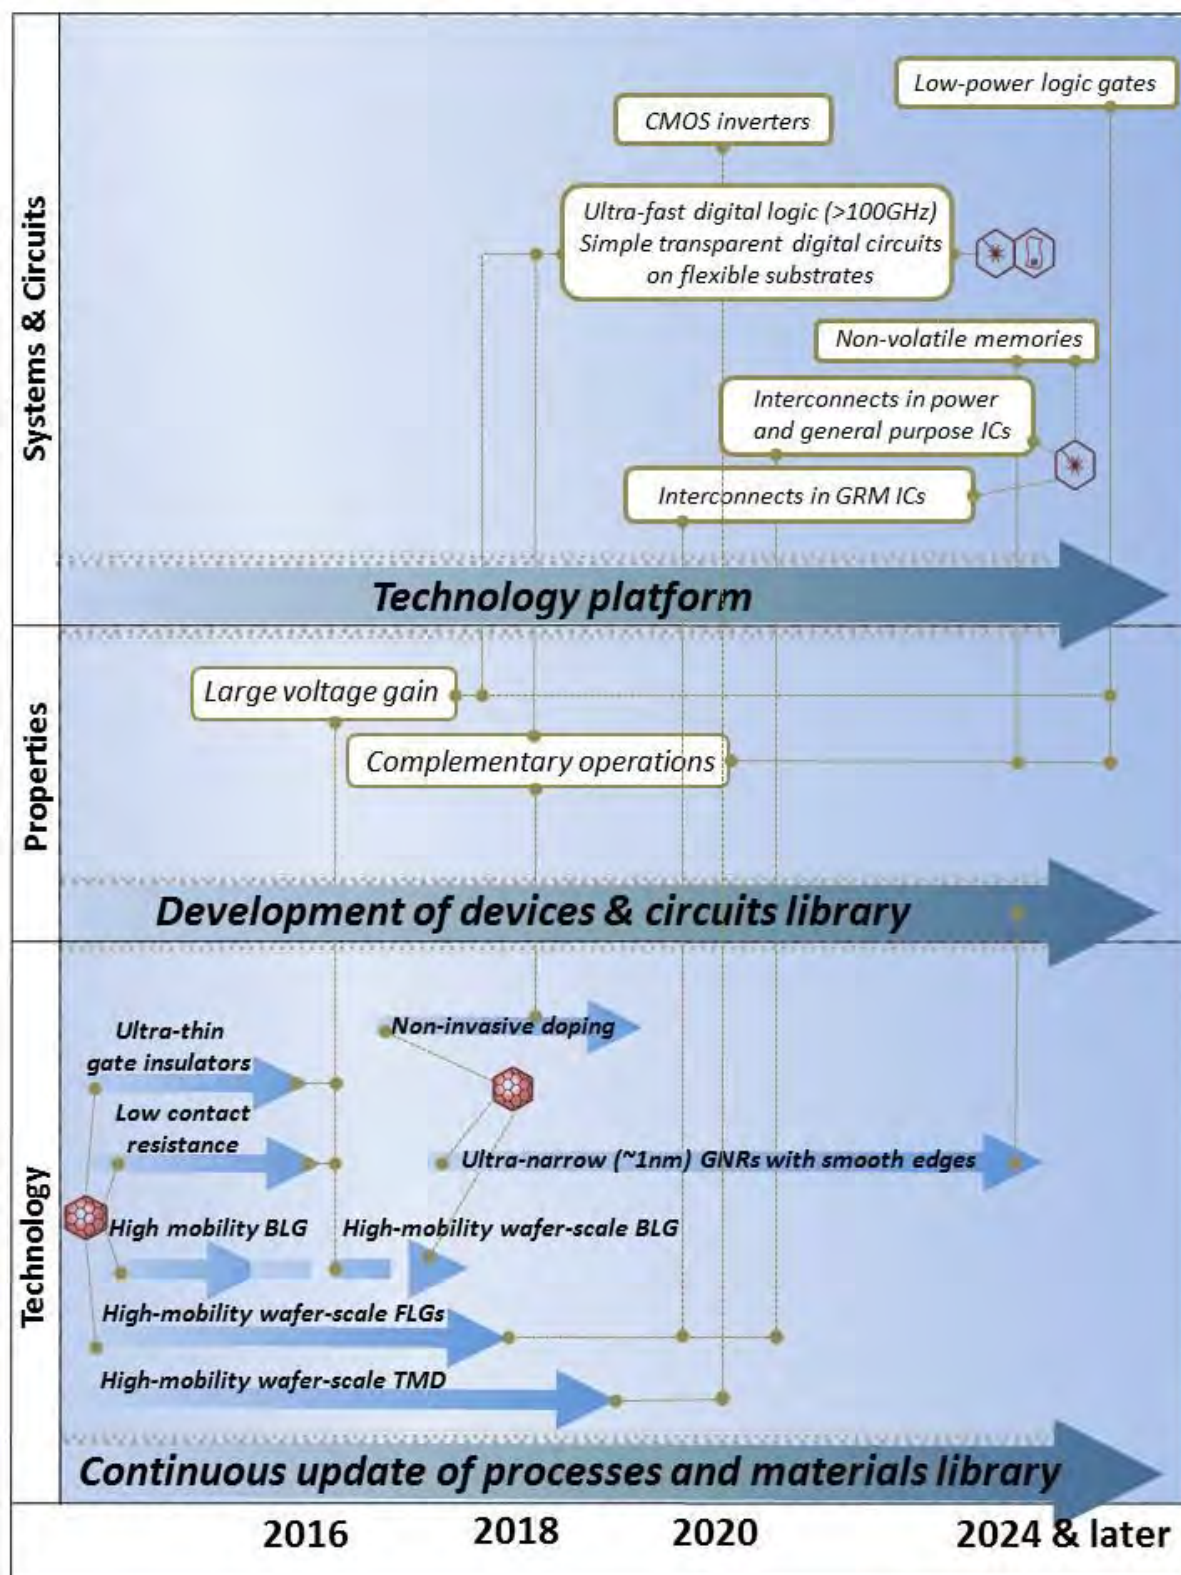 Systems & Circuits
Low-power logic gates
CMOS inverters
Ultra-fast digital logic (>100GHz)
Simple transparent digital circuits
on flexible substrates
Non-volatile memories
Interconnects in power
and general purpose ICs
Interconnects in GRM ICs
Technology platform
Properties
Large voltage gain
Complementary operations
Development of devices & circuits library
Technology
Non-invasive doping
Ultra-thin
gate insulators
Low contact
resistance
Ultra-narrow (~1nm) GNRs with smooth edges
High mobility BLG
High-mobility wafer-scale BLG
High-mobility wafer-scale FLGs
High-mobility wafer-scale TMD
Continuous update of processes and materials library
2016
2018
2020
2024 & later